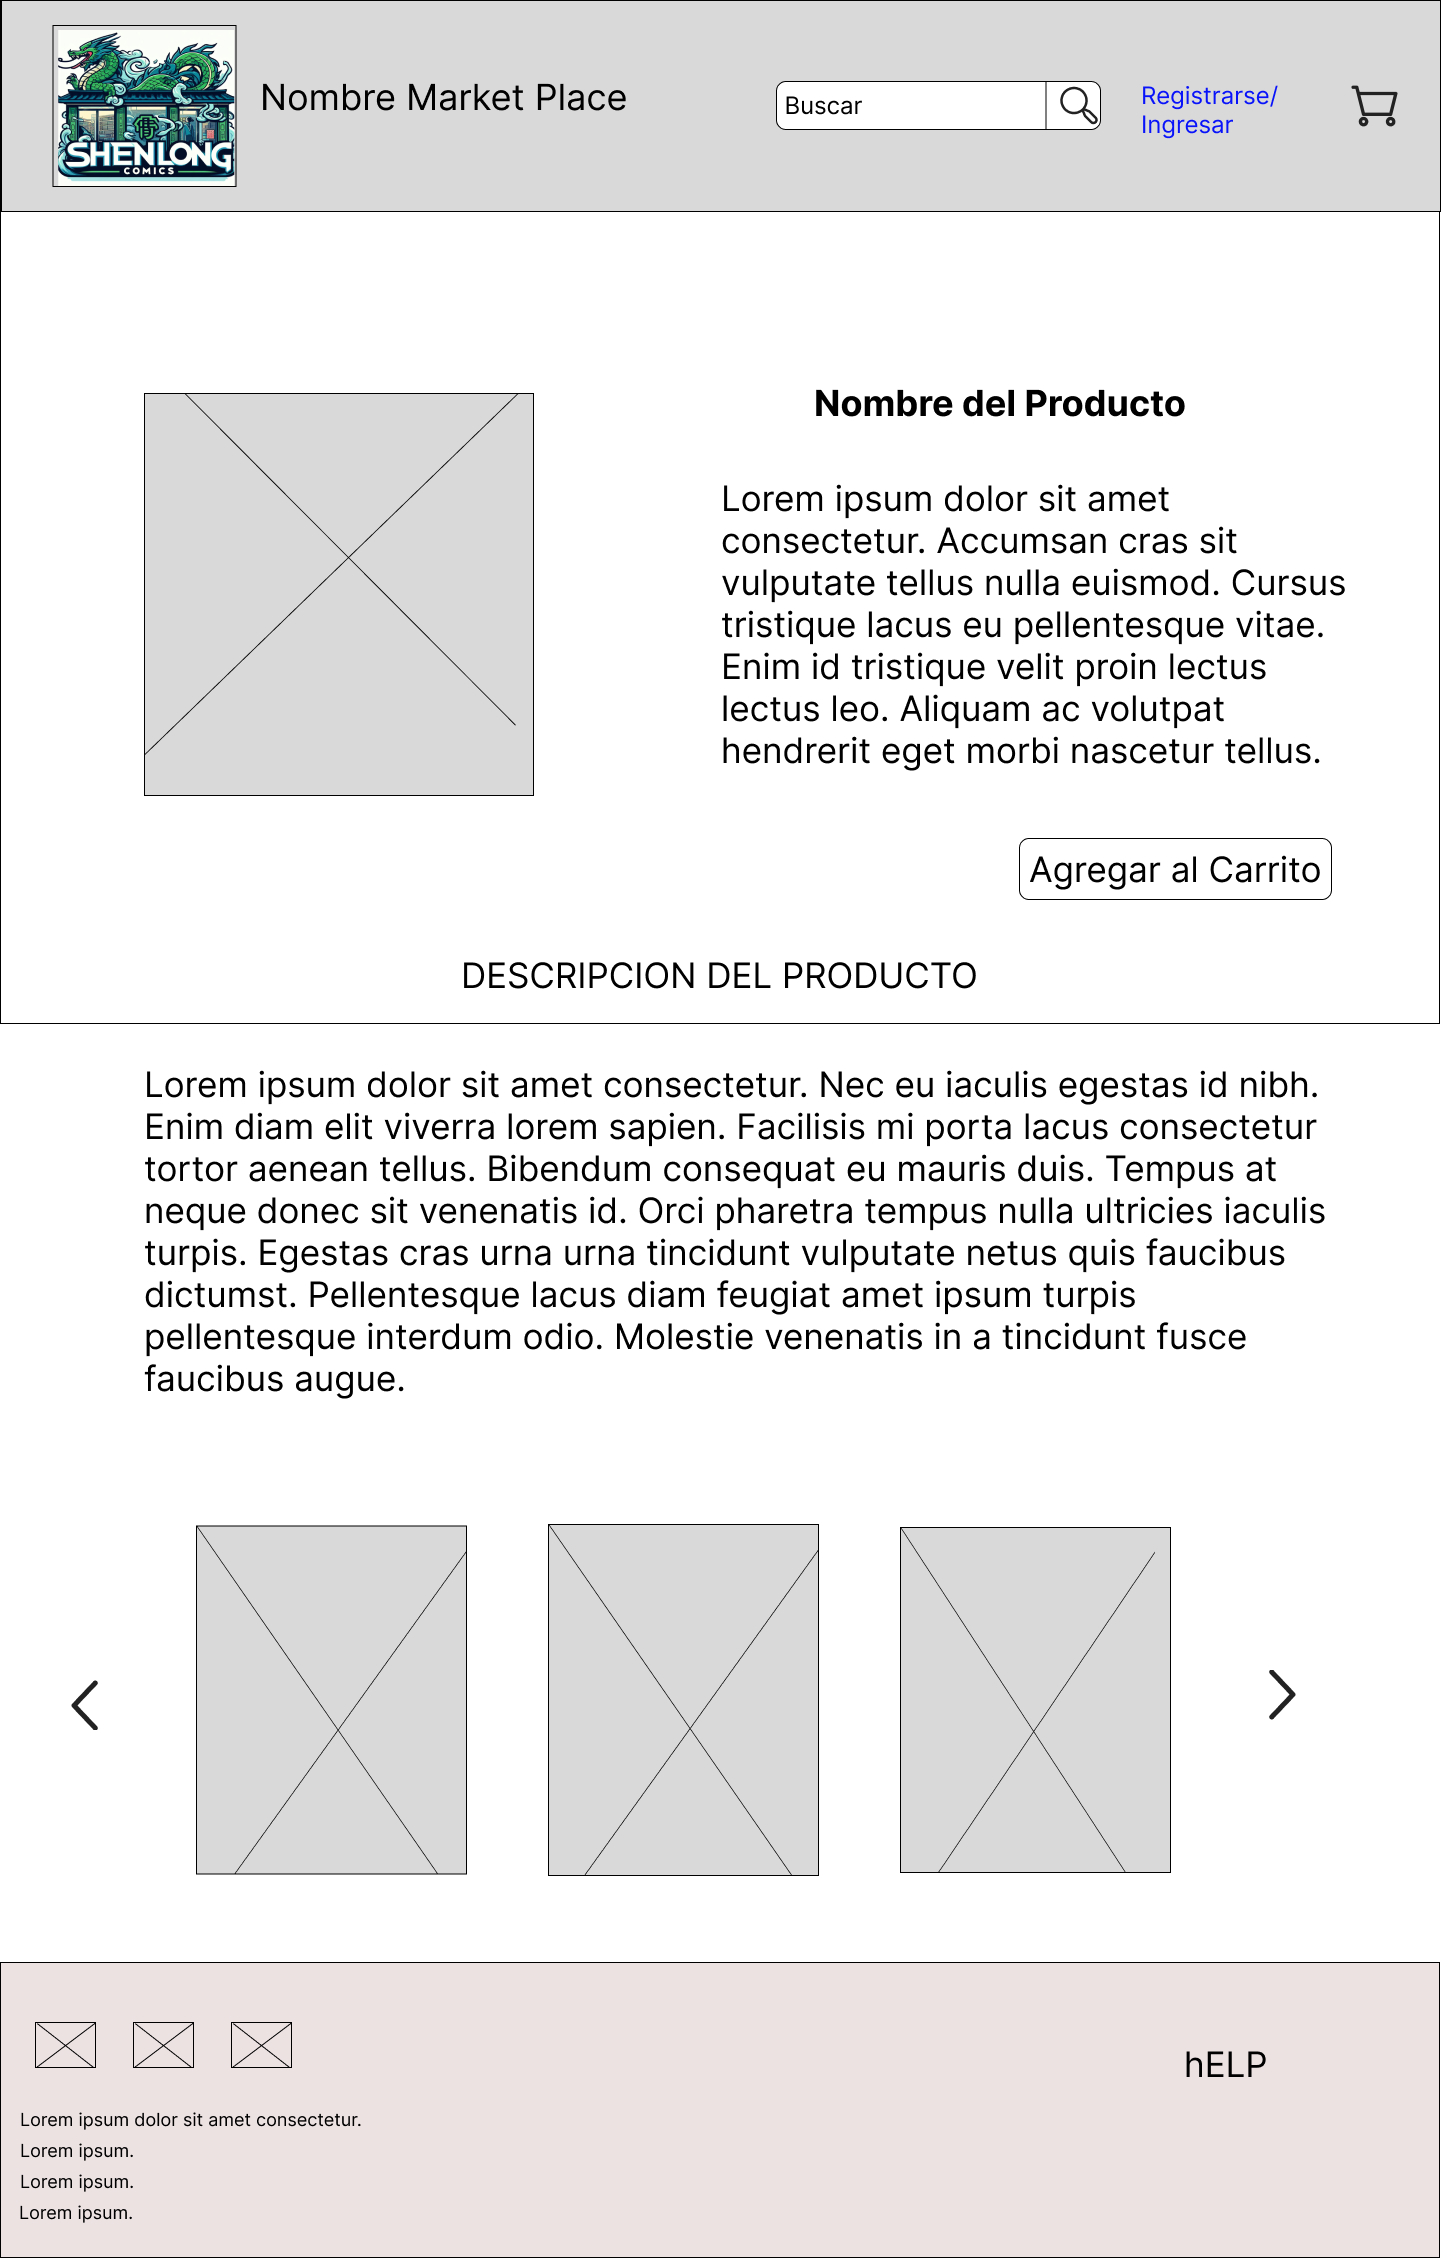 SHENLONG
COMICS
Nombre Market Place
Buscar
Registrarse/
Ingresar
Nombre del Producto
Lorem ipsum dolor sit amet
consectetur. Accumsan cras sit
vulputate tellus nulla euismod. Cursus
tristique lacus eu pellentesque vitae.
Enim id tristique velit proin lectus
lectus leo. Aliquam ac volutpat
hendrerit eget morbi nascetur tellus.
Agregar al Carrito
DESCRIPCION DEL PRODUCTO
Lorem ipsum dolor sit amet consectetur. Nec eu iaculis egestas id nibh.
Enim diam elit viverra lorem sapien. Facilisis mi porta lacus consectetur
tortor aenean tellus. Bibendum consequat eu mauris duis. Tempus at
neque donec sit venenatis id. Orci pharetra tempus nulla ultricies iaculis
turpis. Egestas cras urna urna tincidunt vulputate netus quis faucibus
dictumst. Pellentesque lacus diam feugiat amet ipsum turpis
pellentesque interdum odio. Molestie venenatis in a tincidunt fusce
faucibus augue.
hELP
Lorem ipsum dolor sit amet consectetur.
Lorem ipsum.
Lorem ipsum.
Lorem ipsum.